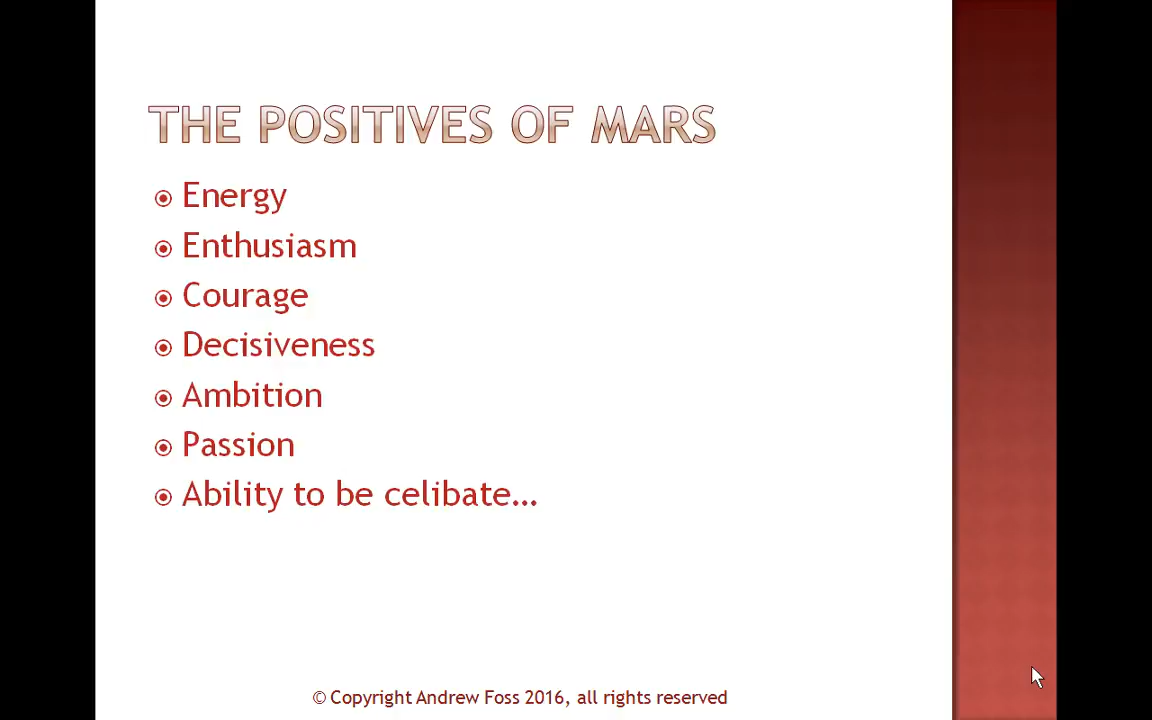 THE POSITIVES OF MARS
Energy
Enthusiasm
Courage
Decisiveness
Ambition
Passion
Ability to be celibate…
© Copyright Andrew Foss 2016, all rights reserved